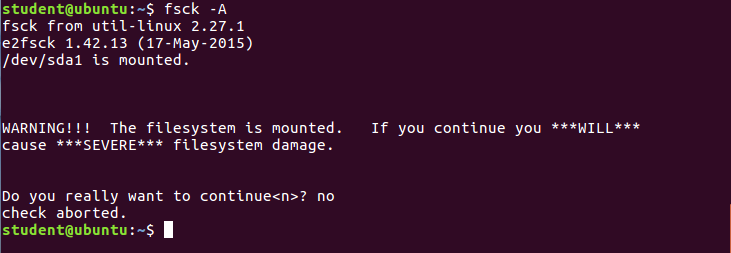 student@ubuntu:~$ fsck -A
fsck from util-linux 2.27.1
e2fsck 1.42.13 (17-May-2015)
/dev/sda1 is mounted.
WARNING!!!  The filesystem is mounted.   If you continue you ***WILL***
cause ***SEVERE*** filesystem damage.
Do you really want to continue<n>? no
check aborted.
student@ubuntu:~$